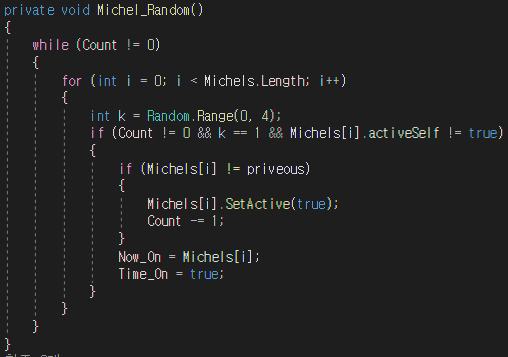 private void Michel_Random()
{
while (Count != 0)
{
for (int i = 0; i < Michels.Length; i++)
{
int k = Random.Range(0, 4);
if (Count != 0 && k == 1 && Michels[i].activeSelf != true)
{
if (Michels[i] != priveous)
{
Michels[i].SetActive(true);
Count -= 1;
}
Now_On = Michels[i];
Time_On = true;
}
}
}
}